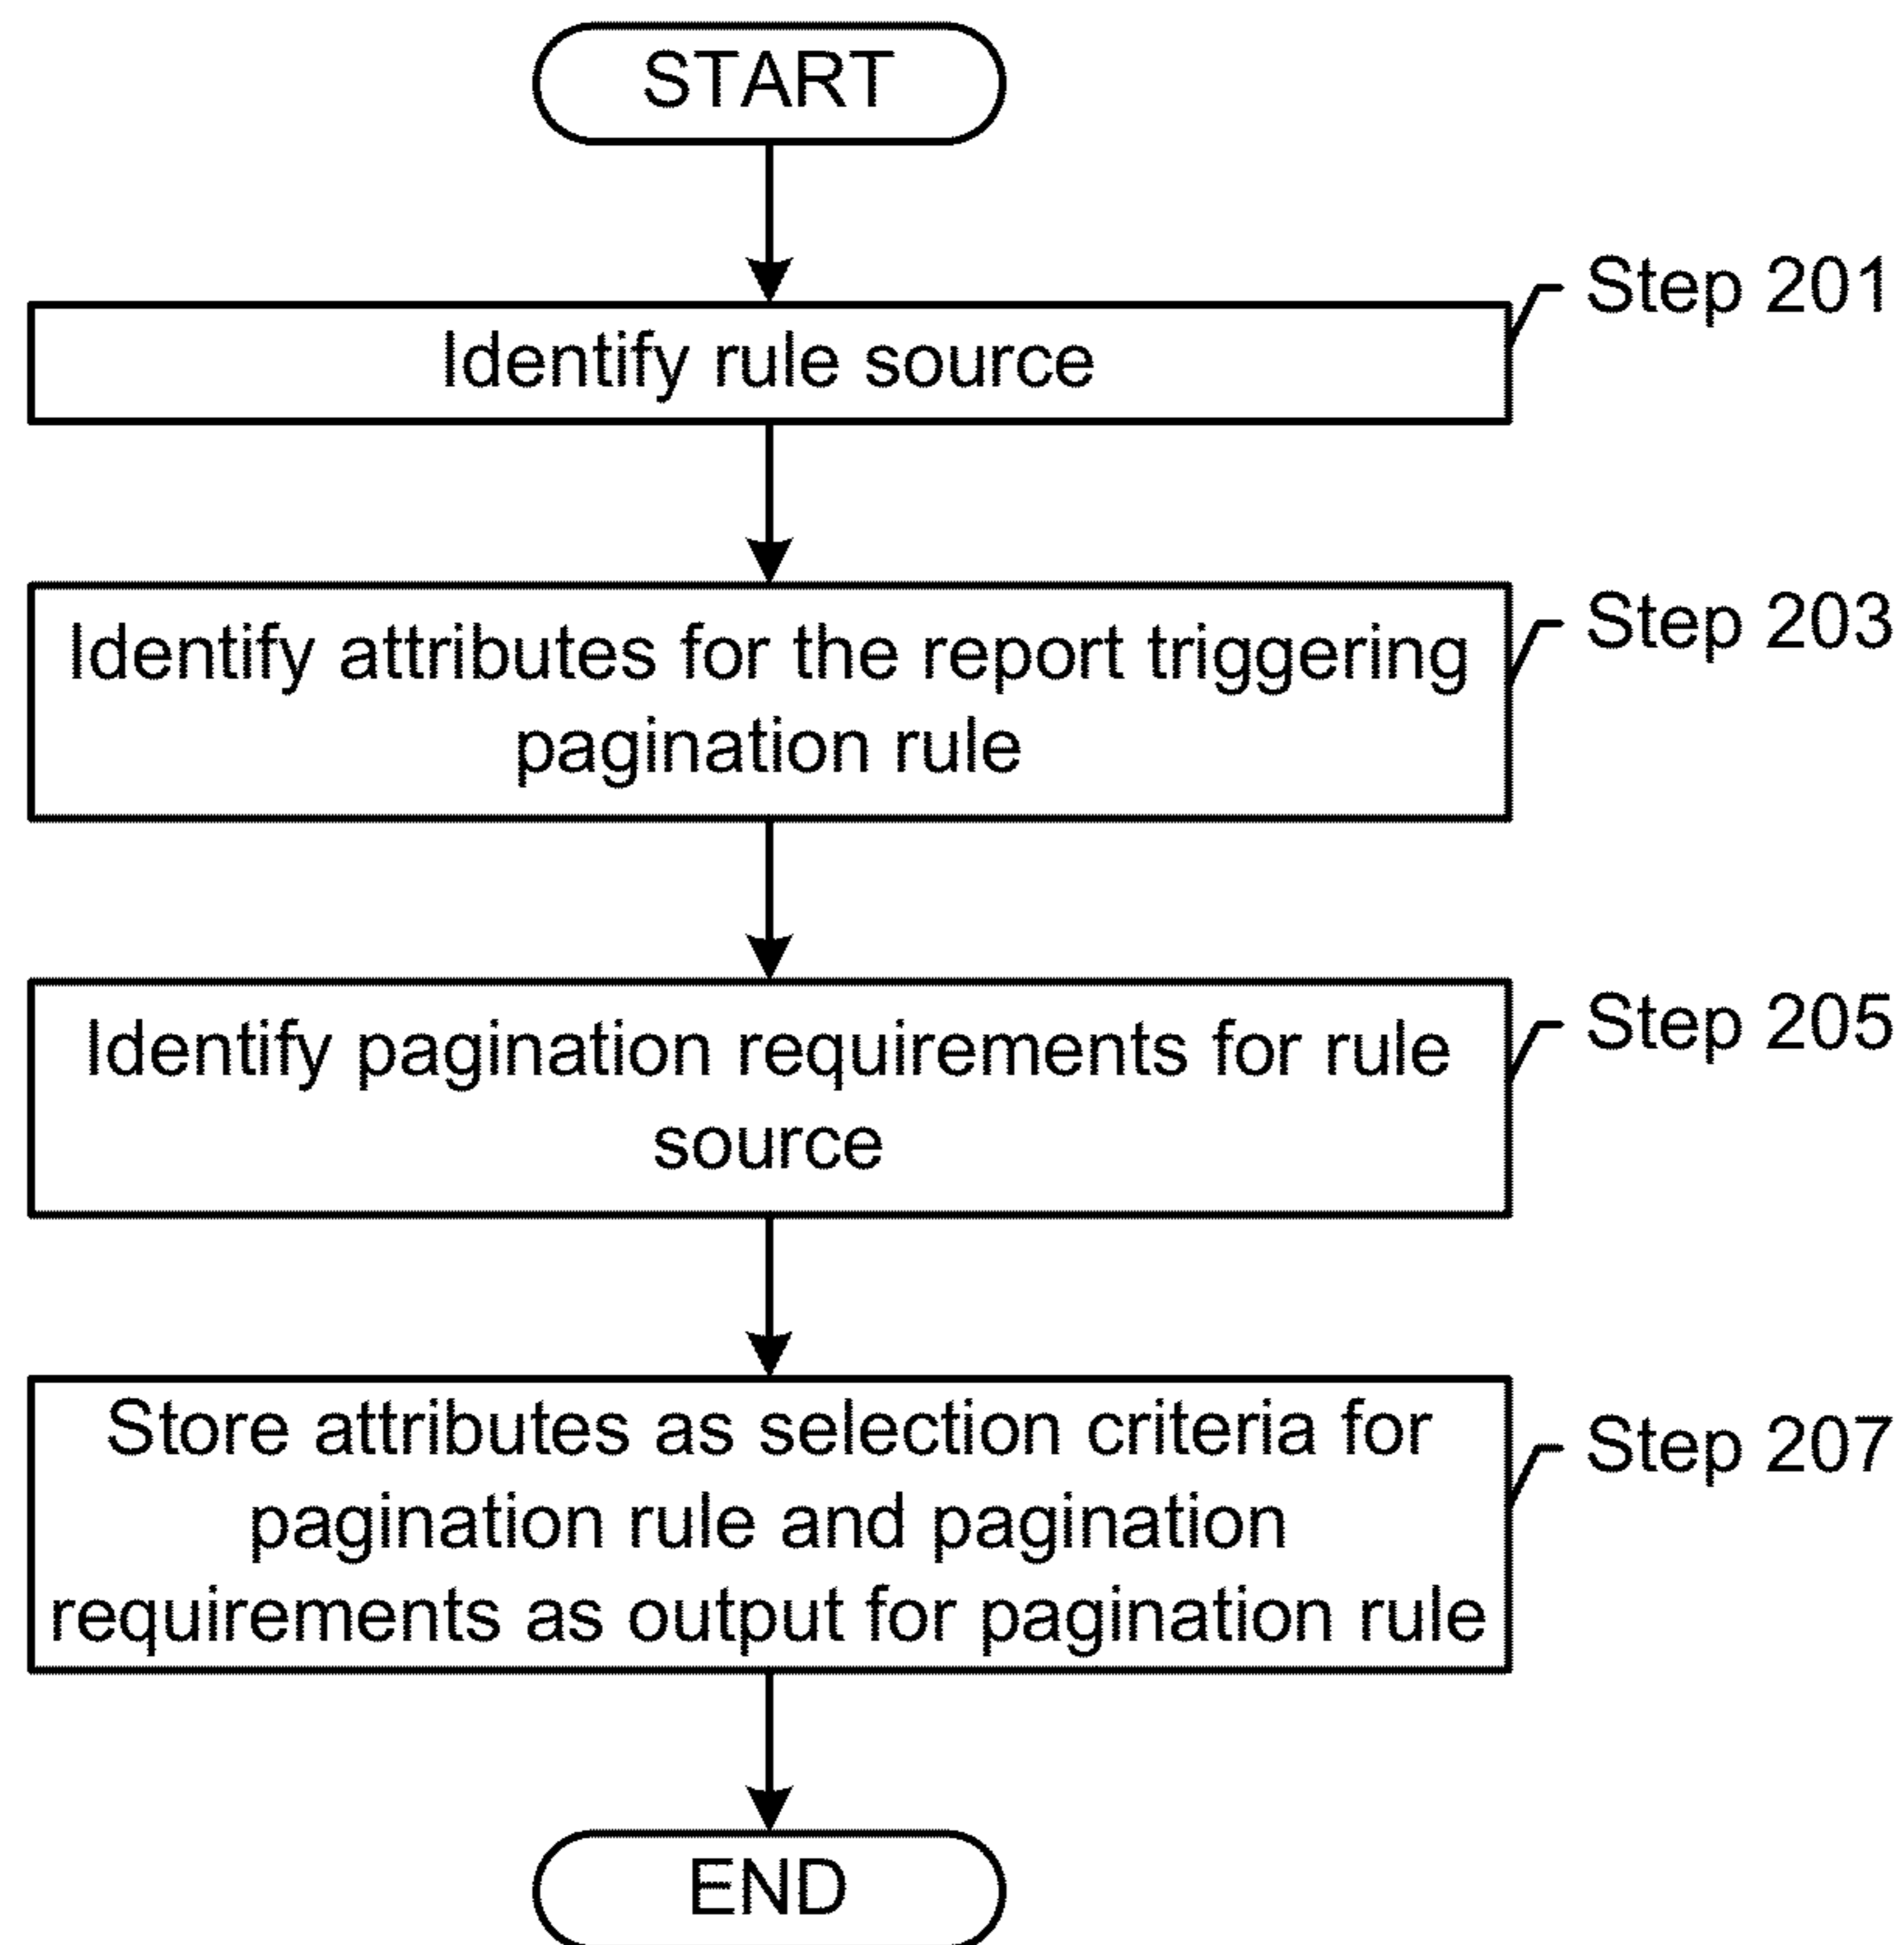 START
Step 201
Identify rule source
Step 203
Identify attributes for the report triggering
pagination rule
Step 205
Identify pagination requirements for rule
source
Step 207
Store attributes as selection criteria for
pagination rule and pagination
requirements as output for pagination rule
END